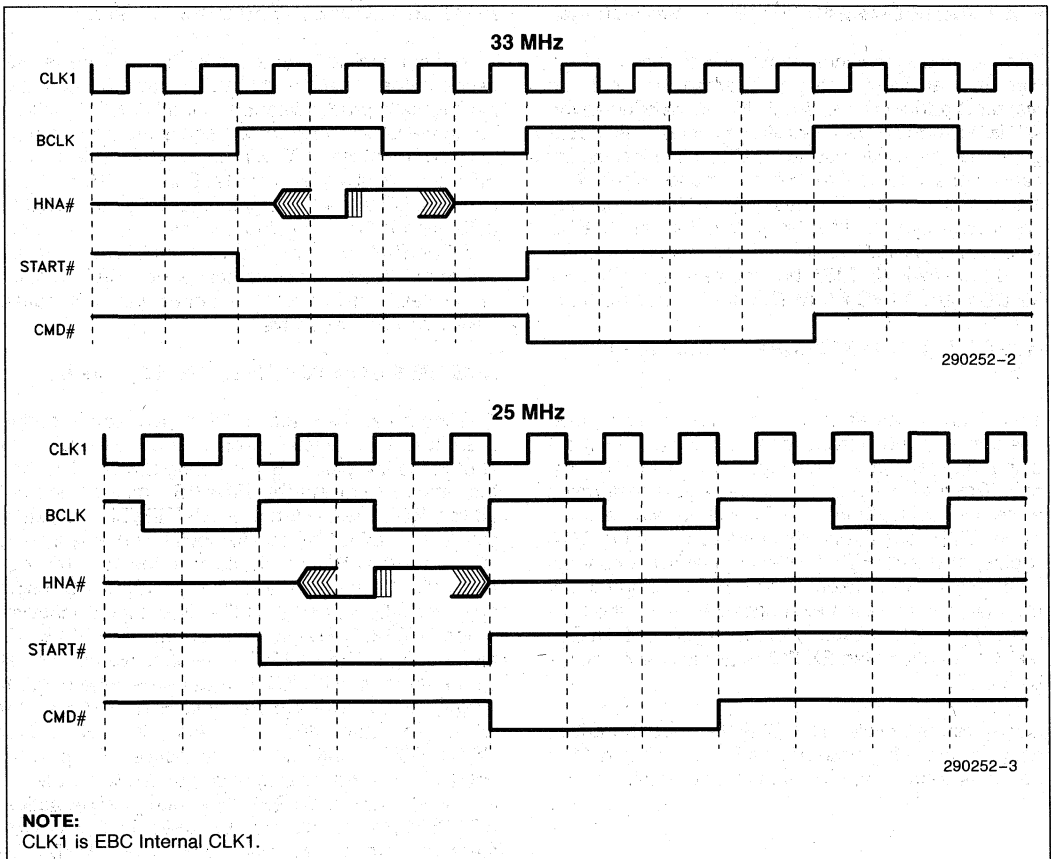 33 MHz
CLK1
BCLK
HNA#
START#
CMD#
290252-2
25 MHz
CLK1
BCLK
HNA#
START#
CMD#
290252-3
NOTE:
CLK1 is EBC Internal CLK1.